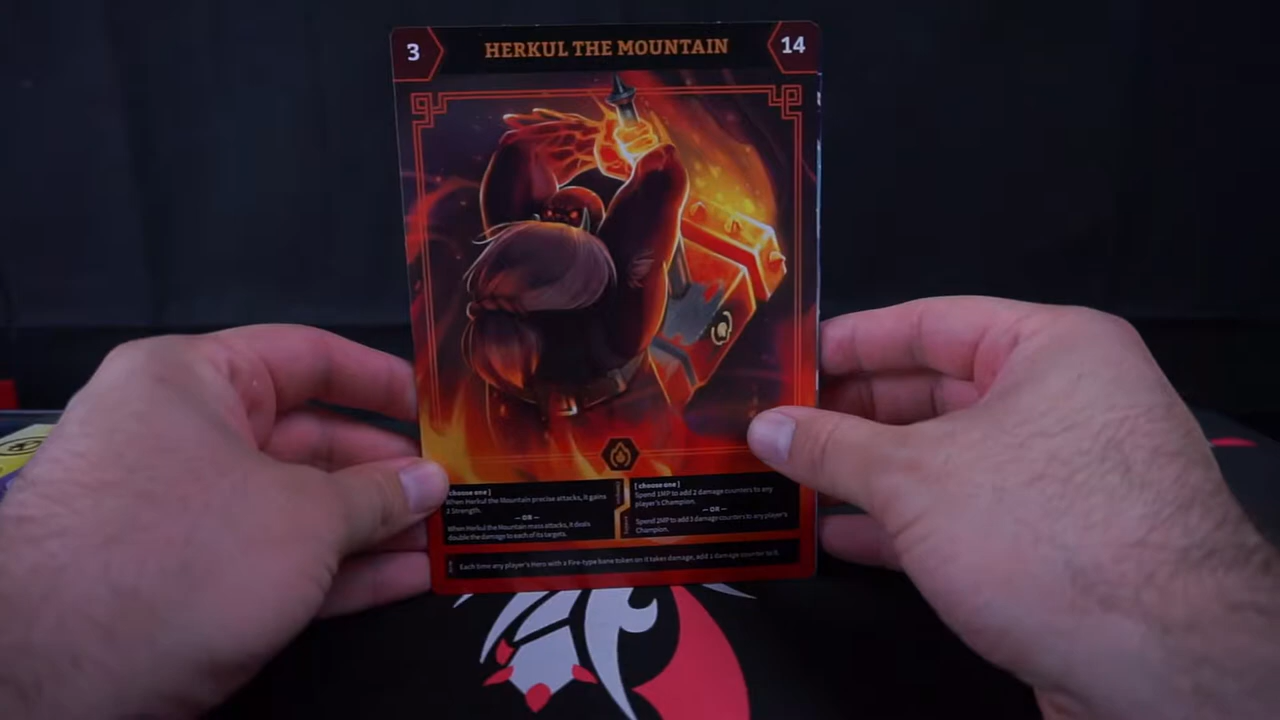 3
HERKUL THE MOUNTAIN
14
[choose one]
When Herkul the Mountain precise attacks, it gains
Strength.
— OR —
When Herkul the Mountain mass attacks, it deals
double the damage to each of its targets.
[choose one]
Spend 1MP to add 2 damage counters to any
player's Champion.
— OR —
Spend 2MP to add 3 damage counters to any player's
Champion.
Each time any player's Hero with a Fire-type bane token on it takes damage, add 1 damage counter to it.